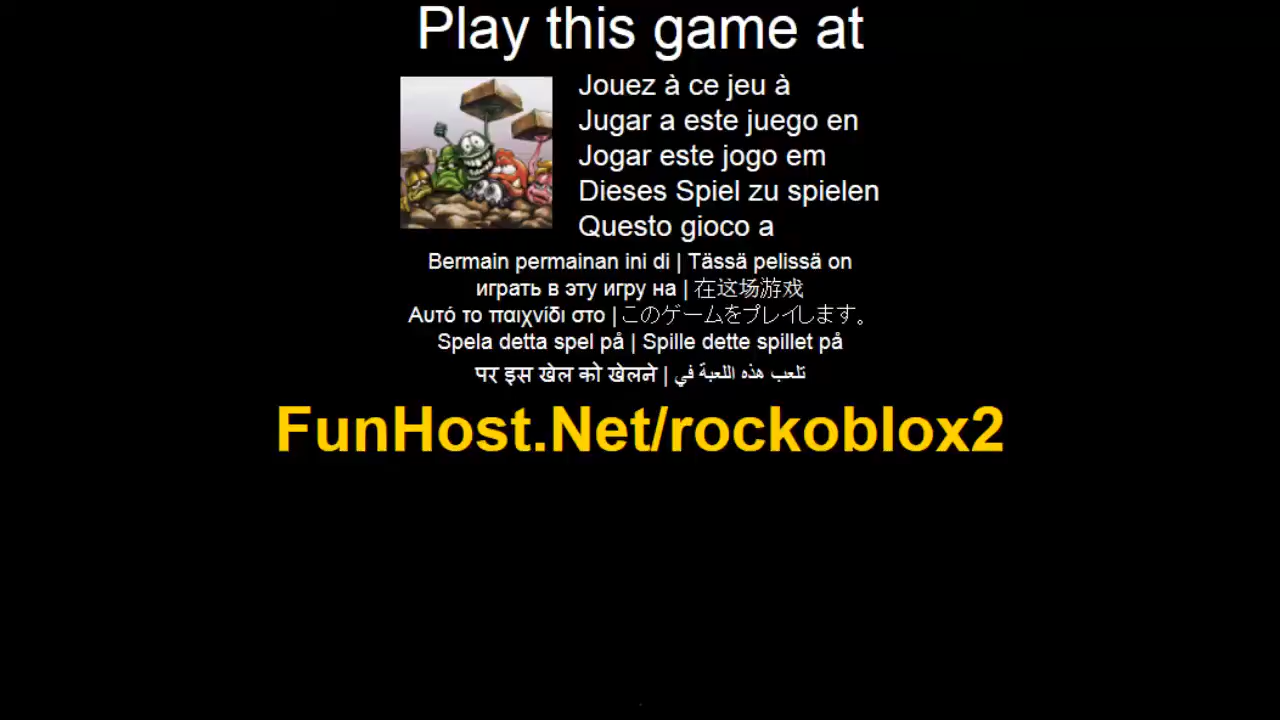 Play this game at
Jouez à ce jeu à
Jugar a este juego en
Jogar este jogo em
Dieses Spiel zu spielen
Questo gioco a
Bermain permainan ini di | Tässä pelissä on
играть в эту игру на | 在这场游戏
Αυτό το παιχνίδι στο | このゲームをプレイします。
Spela detta spel på | Spille dette spillet på
पर इस खेल को खेलने | تلعب هذه اللعبة في
FunHost.Net/rockoblox2